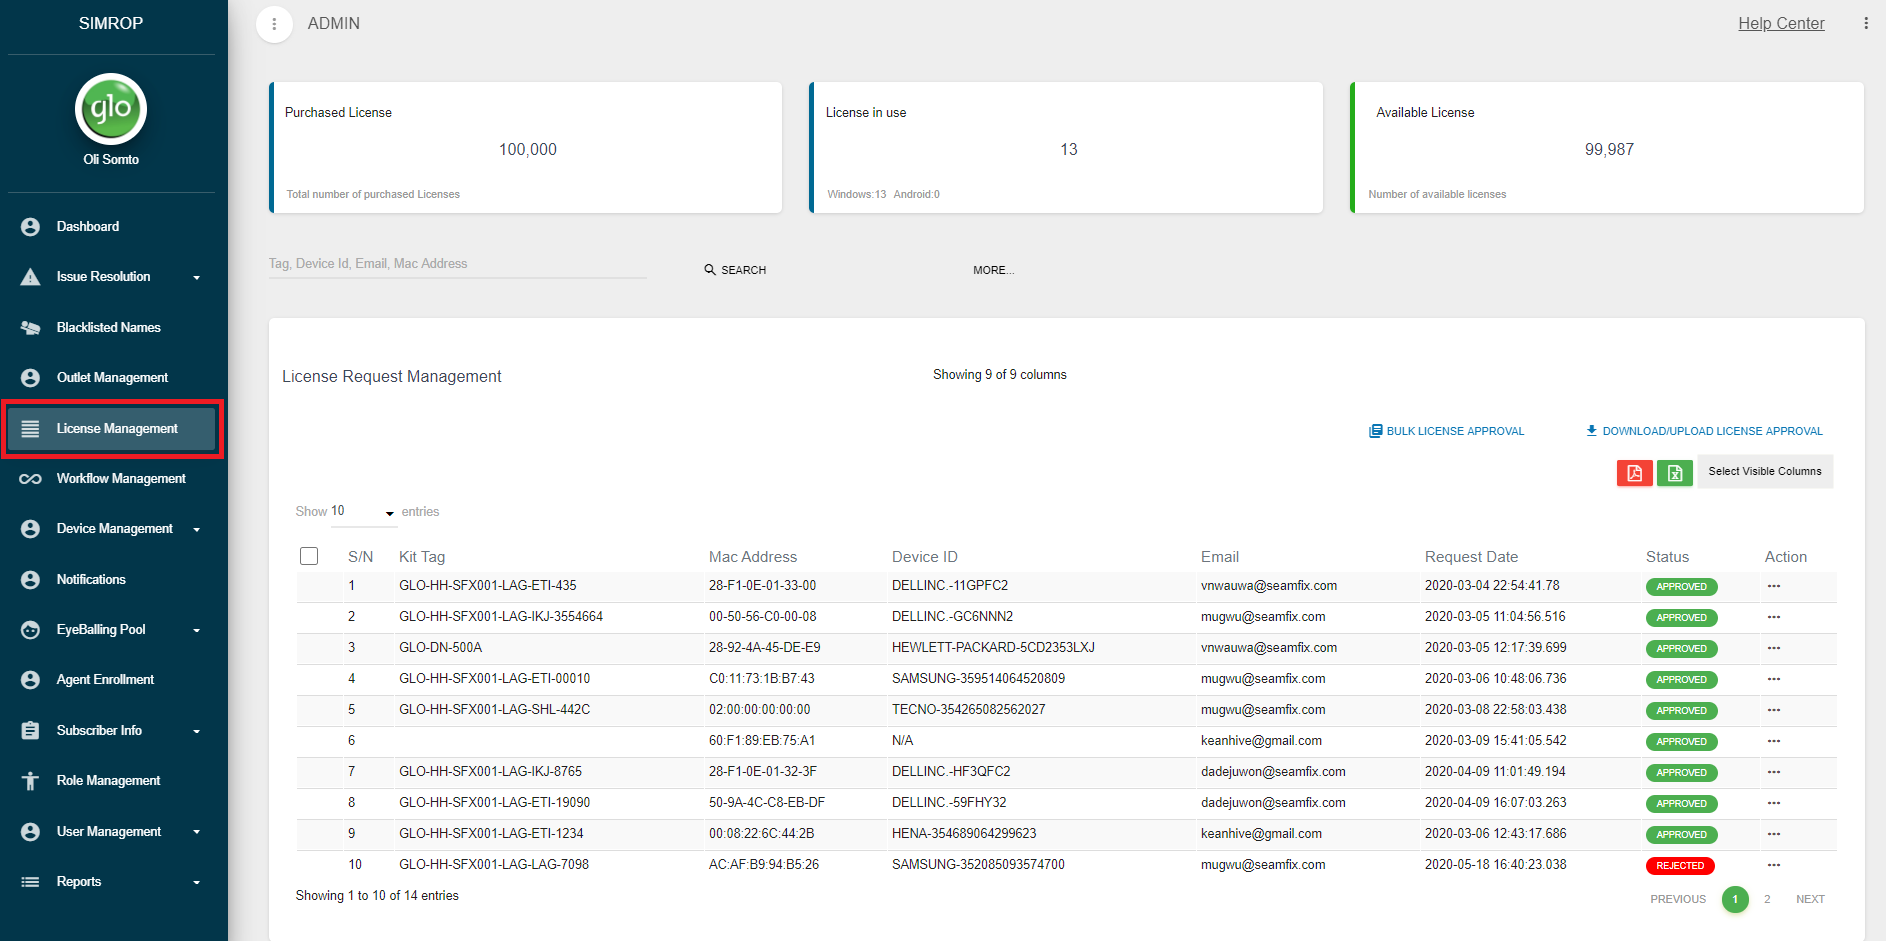 SIMROP
ADMIN
Help Center
glo
Oli Somto
Dashboard
Issue Resolution
Blacklisted Names
Outlet Management
License Management
Workflow Management
Device Management
Notifications
EyeBalling Pool
Agent Enrollment
Subscriber Info
Role Management
User Management
Reports
Purchased License
100,000
Total number of purchased Licenses
License in use
13
Windows:13 Android:0
Available License
99,987
Number of available licenses
Tag, Device Id, Email, Mac Address
SEARCH
MORE...
License Request Management
Showing 9 of 9 columns
BULK LICENSE APPROVAL
DOWNLOAD/UPLOAD LICENSE APPROVAL
Select Visible Columns
Show 10 entries
S/N Kit Tag Mac Address Device ID Email Request Date Status Action
1 GLO-HH-SFX001-LAG-ETI-435 28-F1-0E-01-33-00 DELLINC.-11GPFC2 vnwauwa@seamfix.com 2020-03-04 22:54:41.78 APPROVED ...
2 GLO-HH-SFX001-LAG-IKJ-3554664 00-50-56-C0-00-08 DELLINC.-GC6NNN2 mugwu@seamfix.com 2020-03-05 11:04:56.516 APPROVED ...
3 GLO-DN-500A 28-92-4A-45-DE-E9 HEWLETT-PACKARD-5CD2353LXJ vnwauwa@seamfix.com 2020-03-05 12:17:39.699 APPROVED ...
4 GLO-HH-SFX001-LAG-ETI-00010 C0:11:73:1B:B7:43 SAMSUNG-359514064520809 mugwu@seamfix.com 2020-03-06 10:48:06.736 APPROVED ...
5 GLO-HH-SFX001-LAG-SHL-442C 02:00:00:00:00:00 TECNO-354265082562027 mugwu@seamfix.com 2020-03-08 22:58:03.438 APPROVED ...
6 60:F1:89:EB:75:A1 N/A keanhive@gmail.com 2020-03-09 15:41:05.542 APPROVED ...
7 GLO-HH-SFX001-LAG-IKJ-8765 28-F1-0E-01-32-3F DELLINC.-HF3QFC2 dadejuwon@seamfix.com 2020-04-09 11:01:49.194 APPROVED ...
8 GLO-HH-SFX001-LAG-ETI-19090 50-9A-4C-C8-EB-DF DELLINC.-59FHY32 dadejuwon@seamfix.com 2020-04-09 16:07:03.263 APPROVED ...
9 GLO-HH-SFX001-LAG-ETI-1234 00:08:22:6C:44:2B HENA-354689064299623 keanhive@gmail.com 2020-03-06 12:43:17.686 APPROVED ...
10 GLO-HH-SFX001-LAG-LAG-7098 AC:AF:B9:94:B5:26 SAMSUNG-352085093574700 mugwu@seamfix.com 2020-05-18 16:40:23.038 REJECTED ...
Showing 1 to 10 of 14 entries
PREVIOUS 1 2 NEXT